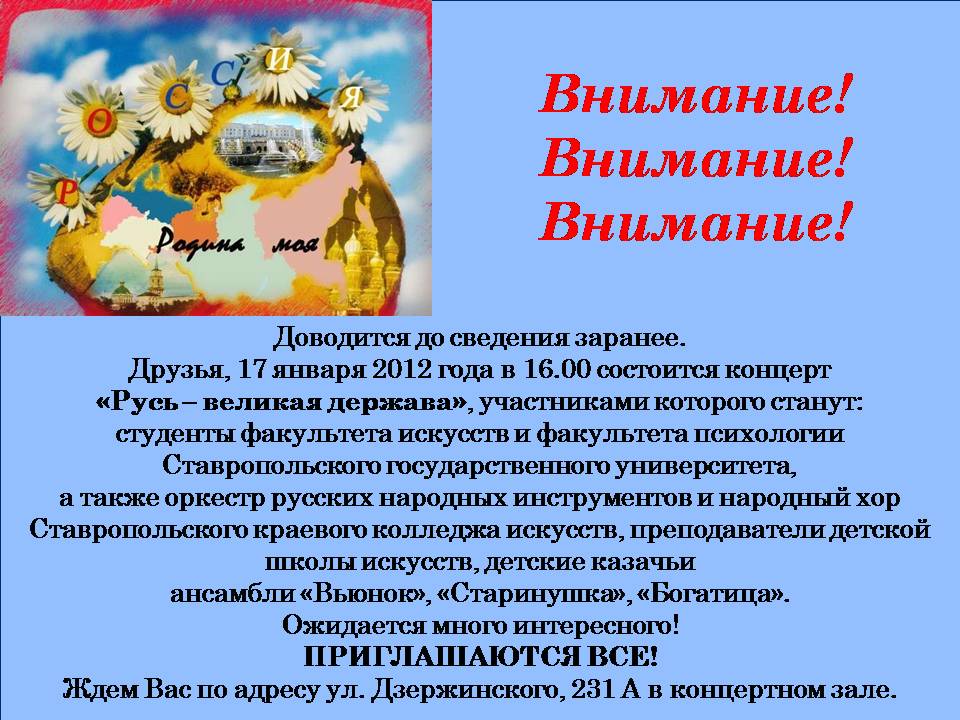 РОССИЯ
Родина моя
Внимание!
Внимание!
Внимание!
Доводится до сведения заранее.
Друзья, 17 января 2012 года в 16.00 состоится концерт
«Русь – великая держава», участниками которого станут:
студенты факультета искусств и факультета психологии
Ставропольского государственного университета,
а также оркестр русских народных инструментов и народный хор
Ставропольского краевого колледжа искусств, преподаватели детской
школы искусств, детские казачьи
ансамбли «Вьюнок», «Старинушка», «Богатица».
Ожидается много интересного!
ПРИГЛАШАЮТСЯ ВСЕ!
Ждем Вас по адресу ул. Дзержинского, 231 А в концертном зале.